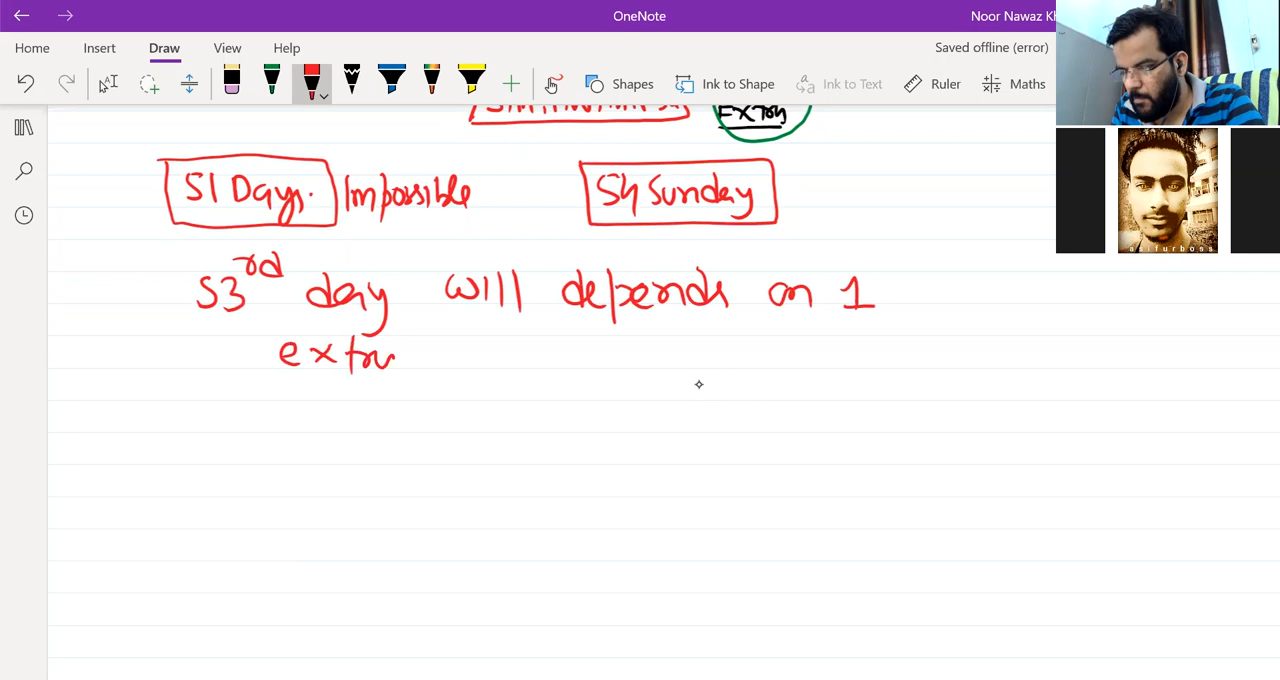 OneNote
Noor Nawaz
Home Insert Draw View Help
Saved offline (error)
Shapes Ink to Shape Ink to Text Ruler Maths
Extra
51 Days. Impossible 54 Sunday
53rd day will depends on 1
extra
asifurboss